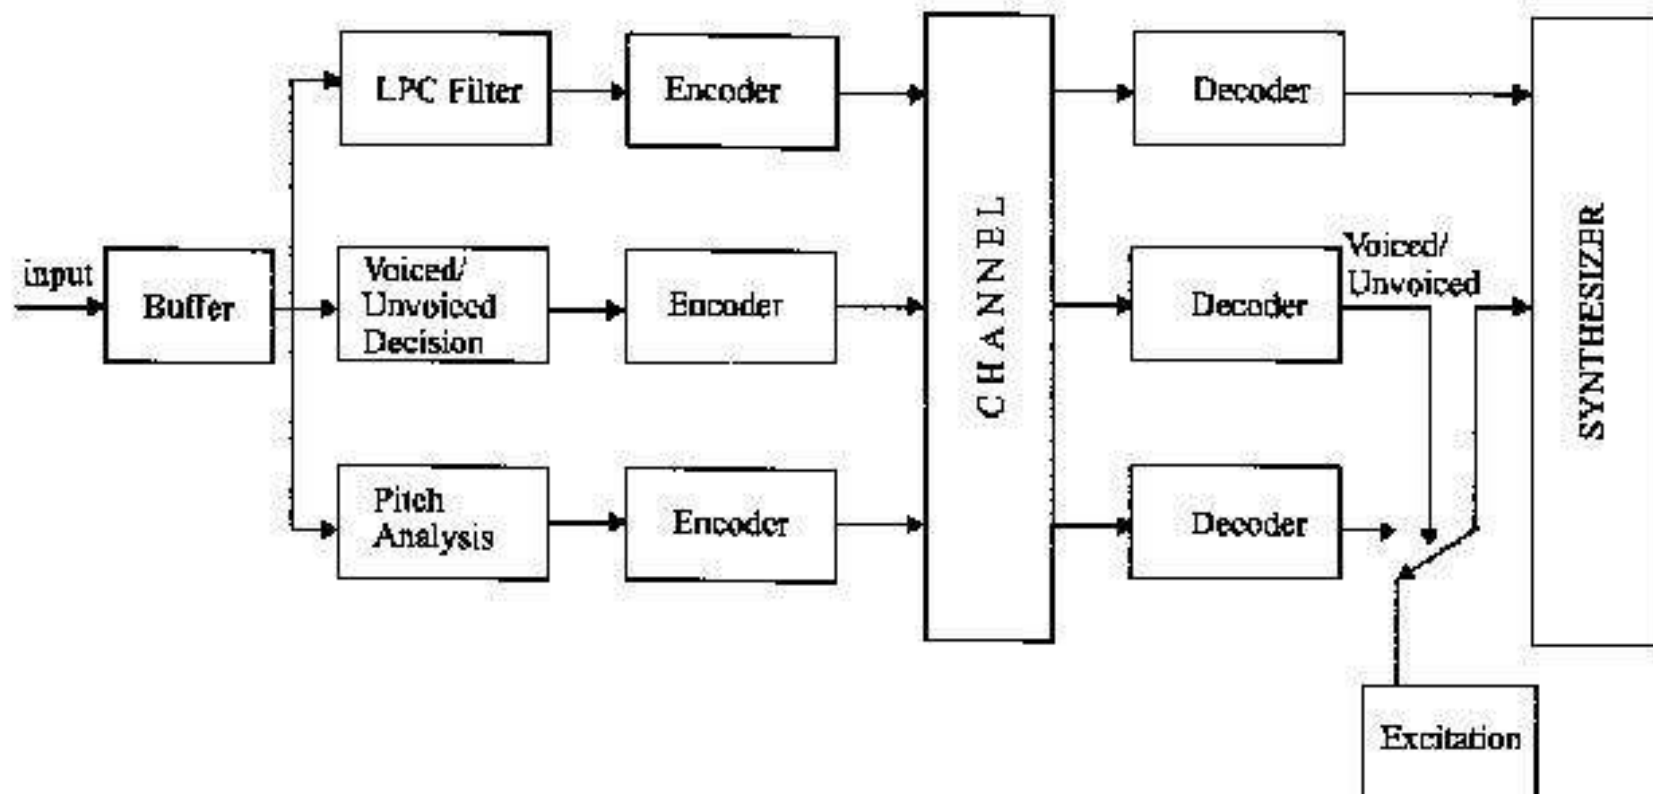 LPC Filter
Encoder
Decoder
input
Buffer
Voiced/
Unvoiced
Decision
Encoder
CHANNEL
Decoder
Voiced/
Unvoiced
SYNTHESIZER
Pitch
Analysis
Encoder
Decoder
Excitation